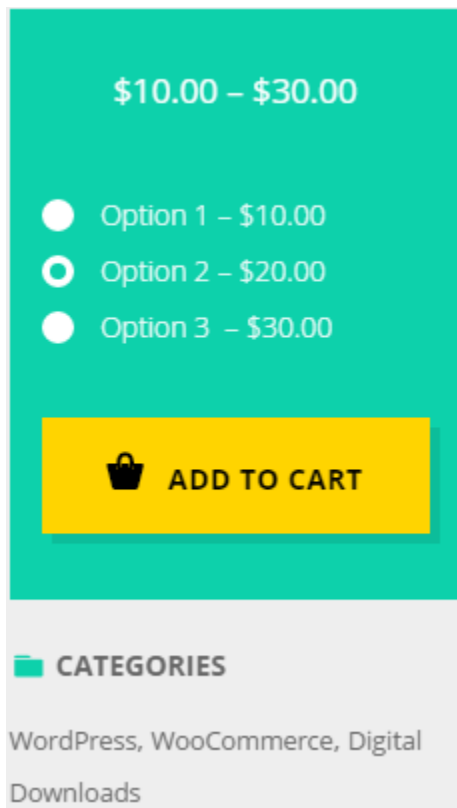 $10.00 – $30.00
Option 1 – $10.00
Option 2 – $20.00
Option 3 – $30.00
ADD TO CART
CATEGORIES
WordPress, WooCommerce, Digital
Downloads